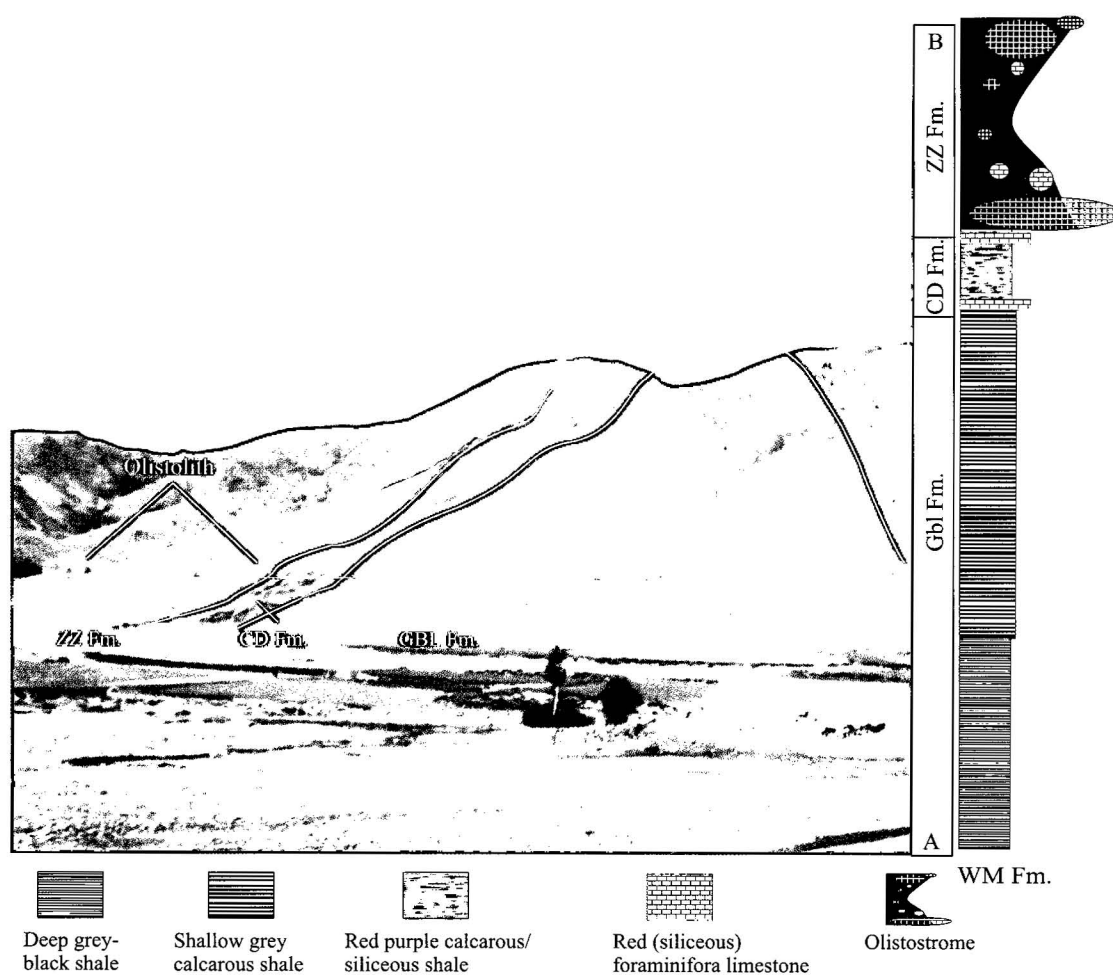 B
ZZ Fm.
CD Fm.
Gbl Fm.
A
WM Fm.
Olistolith
ZZ Fm.
CD Fm.
GBL Fm.
Deep grey-
black shale
Shallow grey
calcarous shale
Red purple calcarous/
siliceous shale
Red (siliceous)
foraminifora limestone
Olistostrome